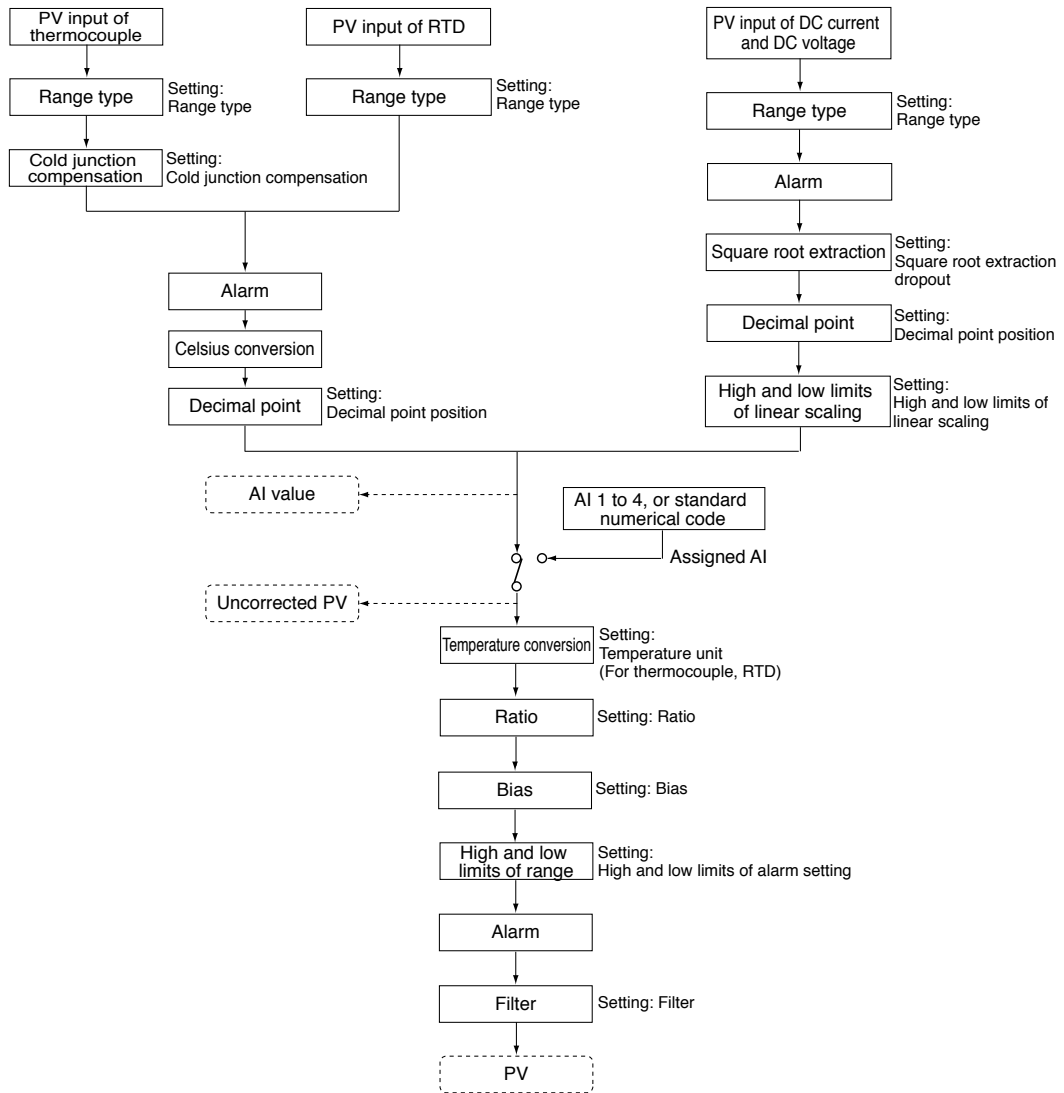 PV input of
thermocouple
PV input of RTD
PV input of DC current
and DC voltage
Range type
Setting:
Range type
Range type
Setting:
Range type
Range type
Setting:
Range type
Cold junction
compensation
Setting:
Cold junction compensation
Alarm
Square root extraction
Setting:
Square root extraction
dropout
Alarm
Celsius conversion
Decimal point
Setting:
Decimal point position
Decimal point
Setting:
Decimal point position
High and low limits
of linear scaling
Setting:
High and low limits of
linear scaling
AI value
AI 1 to 4, or standard
numerical code
Assigned AI
Uncorrected PV
Temperature conversion
Setting:
Temperature unit
(For thermocouple, RTD)
Ratio
Setting: Ratio
Bias
Setting: Bias
High and low
limits of range
Setting:
High and low limits of alarm setting
Alarm
Filter
Setting: Filter
PV